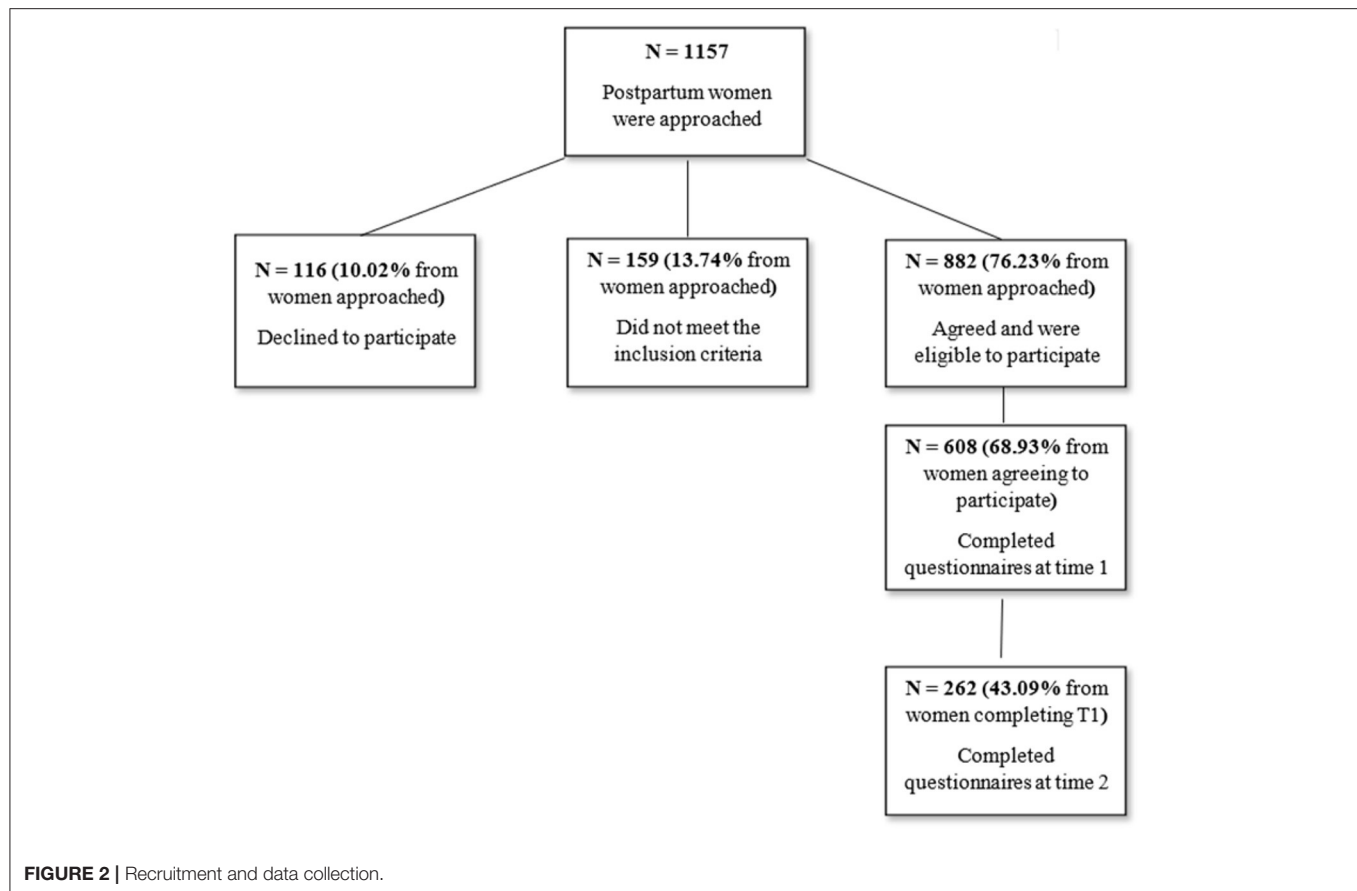 N = 1157
Postpartum women
were approached
N = 116 (10.02% from
women approached)
Declined to participate
N = 159 (13.74% from
women approached)
Did not meet the
inclusion criteria
N = 882 (76.23% from
women approached)
Agreed and were
eligible to participate
N = 608 (68.93% from
women agreeing to
participate)
Completed
questionnaires at time 1
N = 262 (43.09% from
women completing T1)
Completed
questionnaires at time 2
FIGURE 2 | Recruitment and data collection.